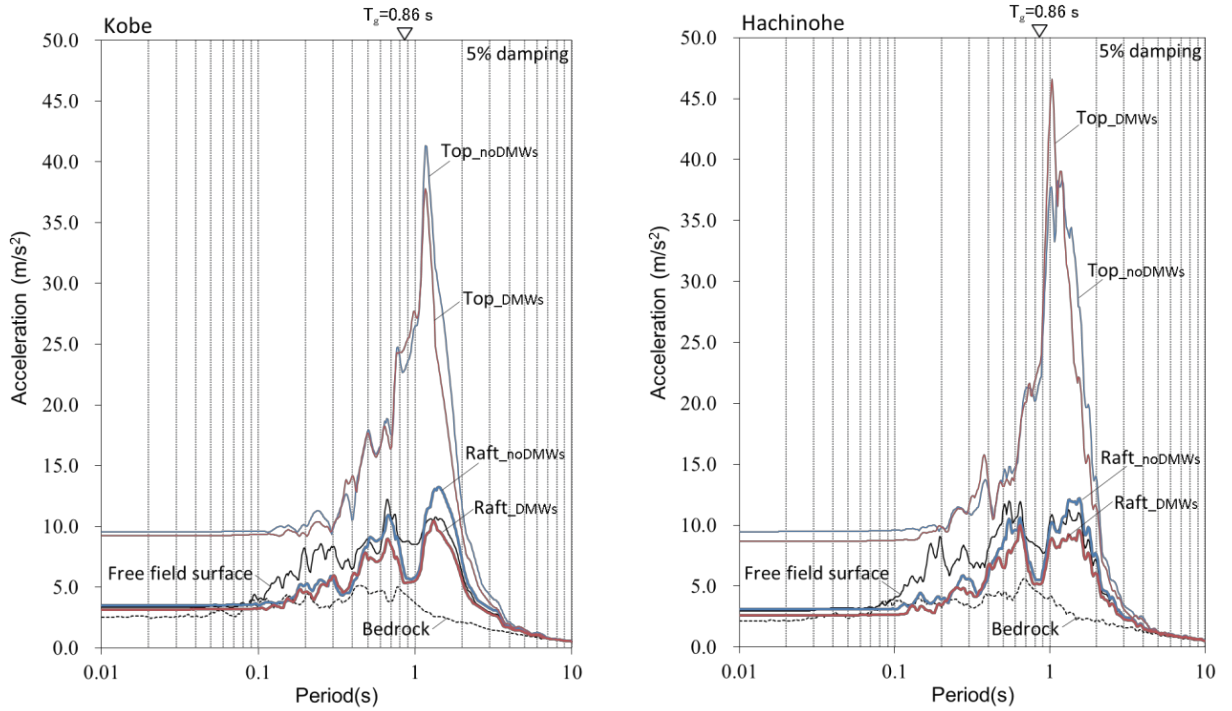 Kobe
Tg=0.86 s
5% damping
50.0
45.0
40.0
35.0
30.0
25.0
20.0
15.0
10.0
5.0
0.0
Acceleration (m/s²)
Top_noDMWs
Top_DMWs
Raft_noDMWs
Raft_DMWs
Free field surface
Bedrock
0.01 0.1 1 10
Period(s)
Hachinohe
Tg=0.86 s
5% damping
50.0
45.0
40.0
35.0
30.0
25.0
20.0
15.0
10.0
5.0
0.0
Acceleration (m/s²)
Top_DMWs
Top_noDMWs
Raft_noDMWs
Raft_DMWs
Free field surface
Bedrock
0.01 0.1 1 10
Period(s)